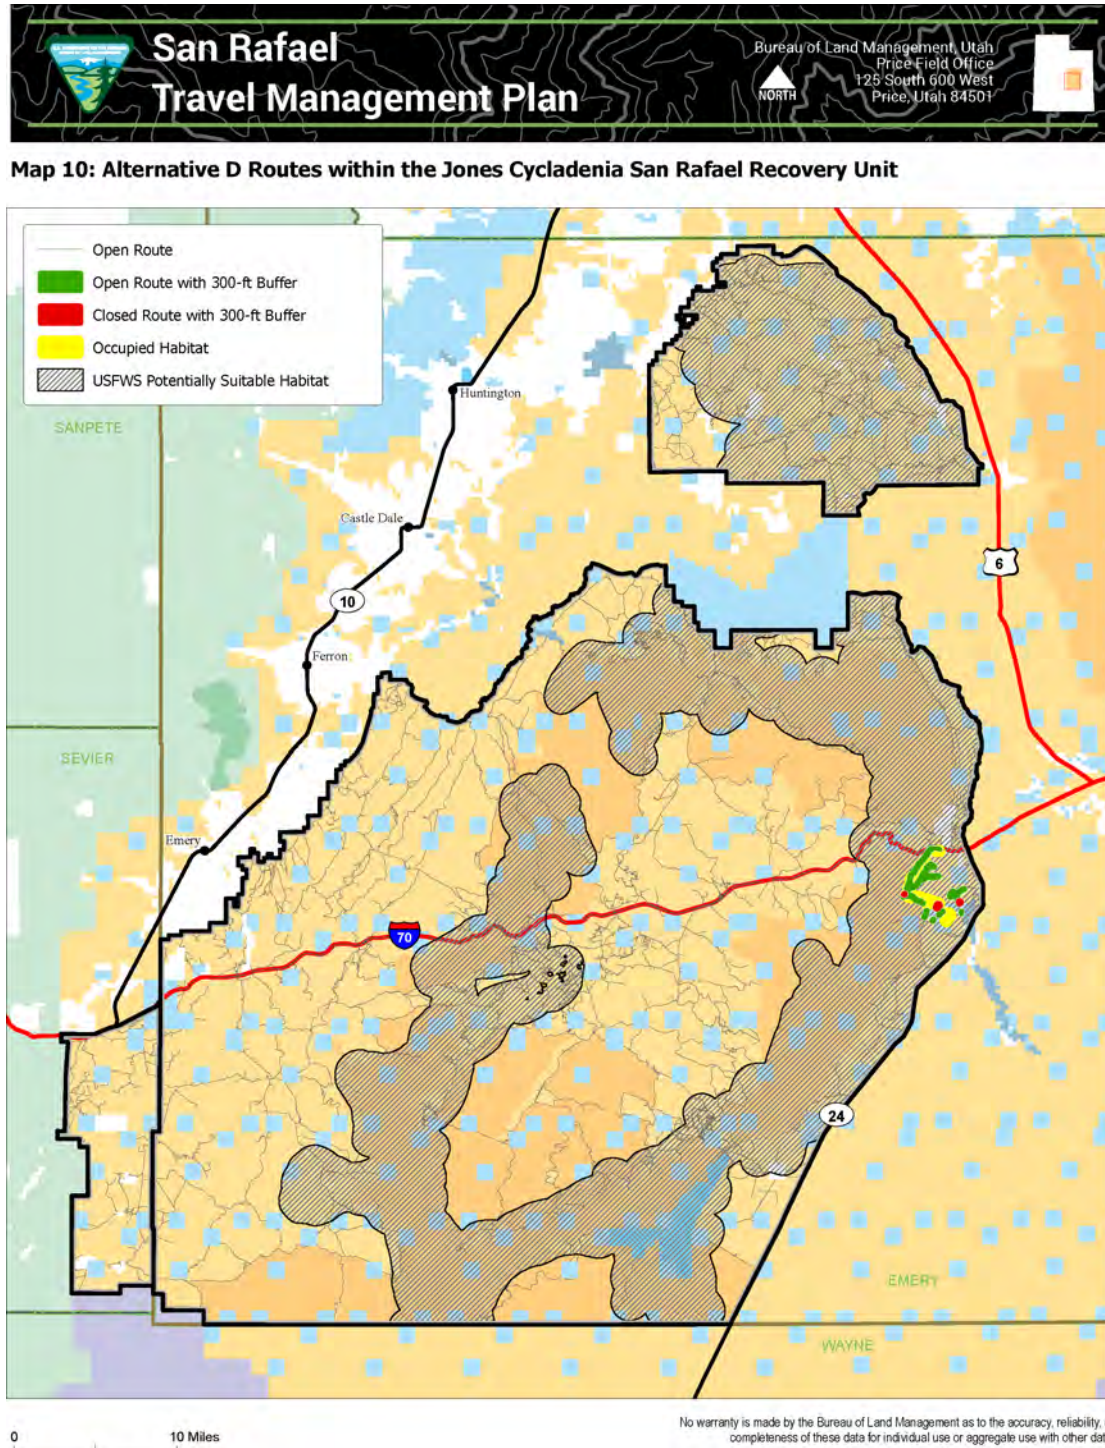 San Rafael
Travel Management Plan
NORTH
Bureau of Land Management, Utah
Price Field Office
125 South 600 West
Price, Utah 84501
Map 10: Alternative D Routes within the Jones Cycladenia San Rafael Recovery Unit
Open Route
Open Route with 300-ft Buffer
Closed Route with 300-ft Buffer
Occupied Habitat
USFWS Potentially Suitable Habitat
Huntington
SANPETE
Castle Dale
6
10
Ferron
SEVIER
Emery
70
24
EMERY
WAYNE
0 10 Miles
No warranty is made by the Bureau of Land Management as to the accuracy, reliability,
completeness of these data for individual use or aggregate use with other